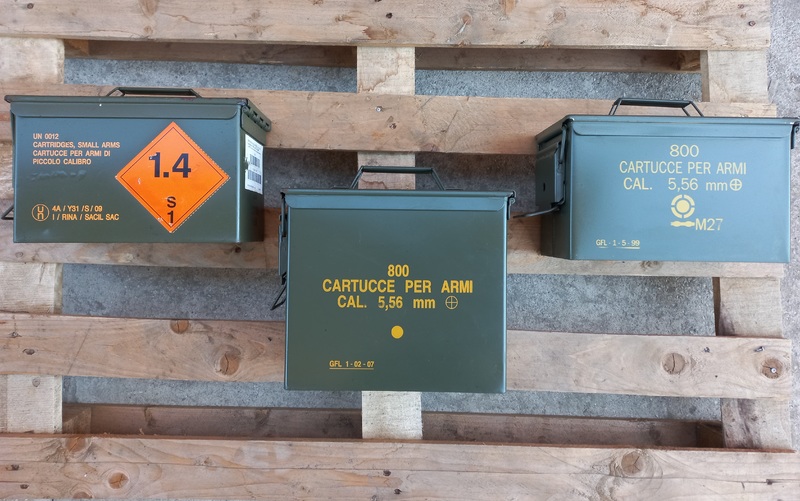 UN 0012
CARTRIDGES, SMALL ARMS
CARTUCCE PER ARMI DI
PICCOLO CALIBRO
4A / Y31 / S / 09
I / RINA / SACIL SAC
1.4
S
1
800
CARTUCCE PER ARMI
CAL. 5,56 mm
GFL 1-02-07
800
CARTUCCE PER ARMI
CAL. 5,56 mm
M27
GFL - 1-5-99